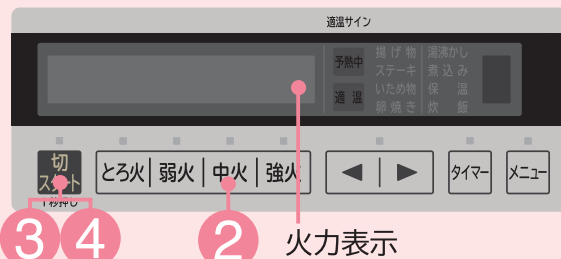 適温サイン
予熱中 揚げ物 湯沸かし
ステーキ 煮込み
適温 いため物 保温
卵焼き 炊飯
切
スタート
1秒押し
とろ火 弱火 中火 強火 タイマー メニュー
3 4 2 火力表示